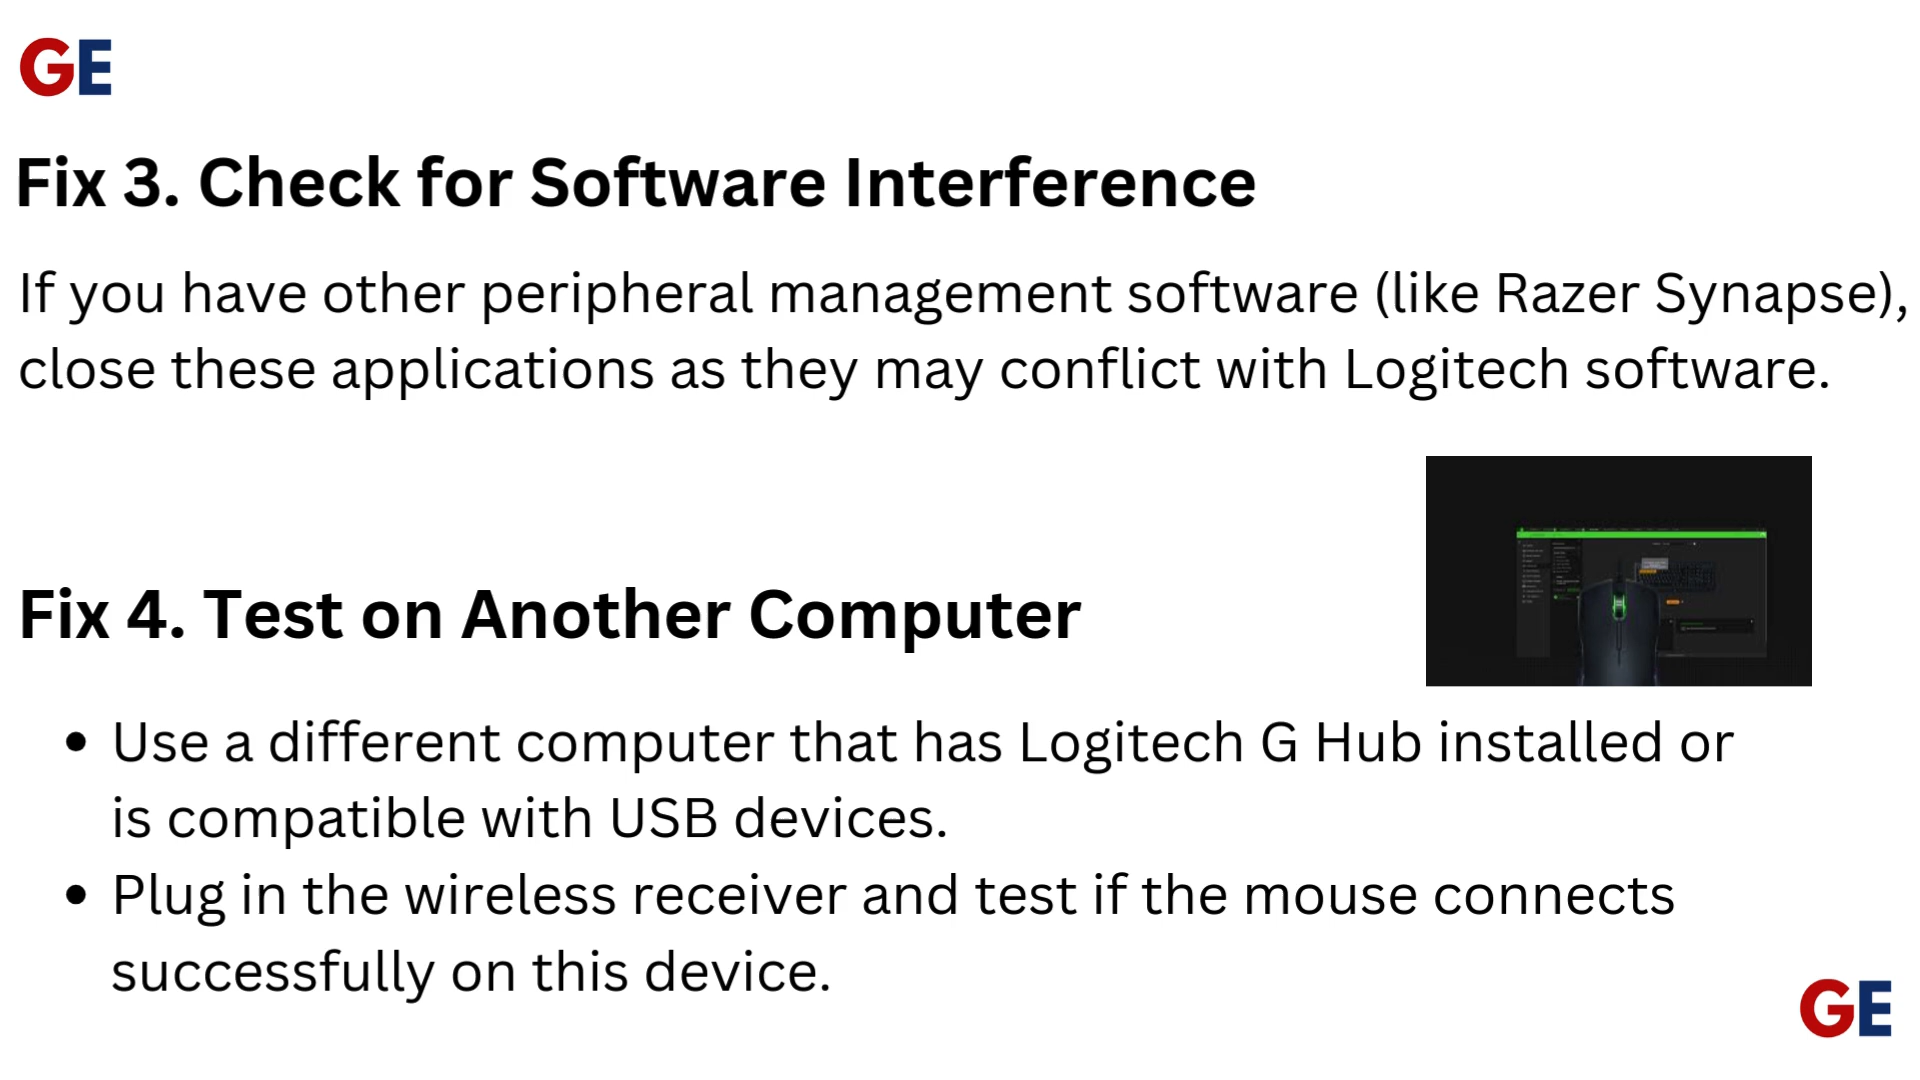 GE
Fix 3. Check for Software Interference
If you have other peripheral management software (like Razer Synapse),
close these applications as they may conflict with Logitech software.
Fix 4. Test on Another Computer
• Use a different computer that has Logitech G Hub installed or
is compatible with USB devices.
• Plug in the wireless receiver and test if the mouse connects
successfully on this device.
GE